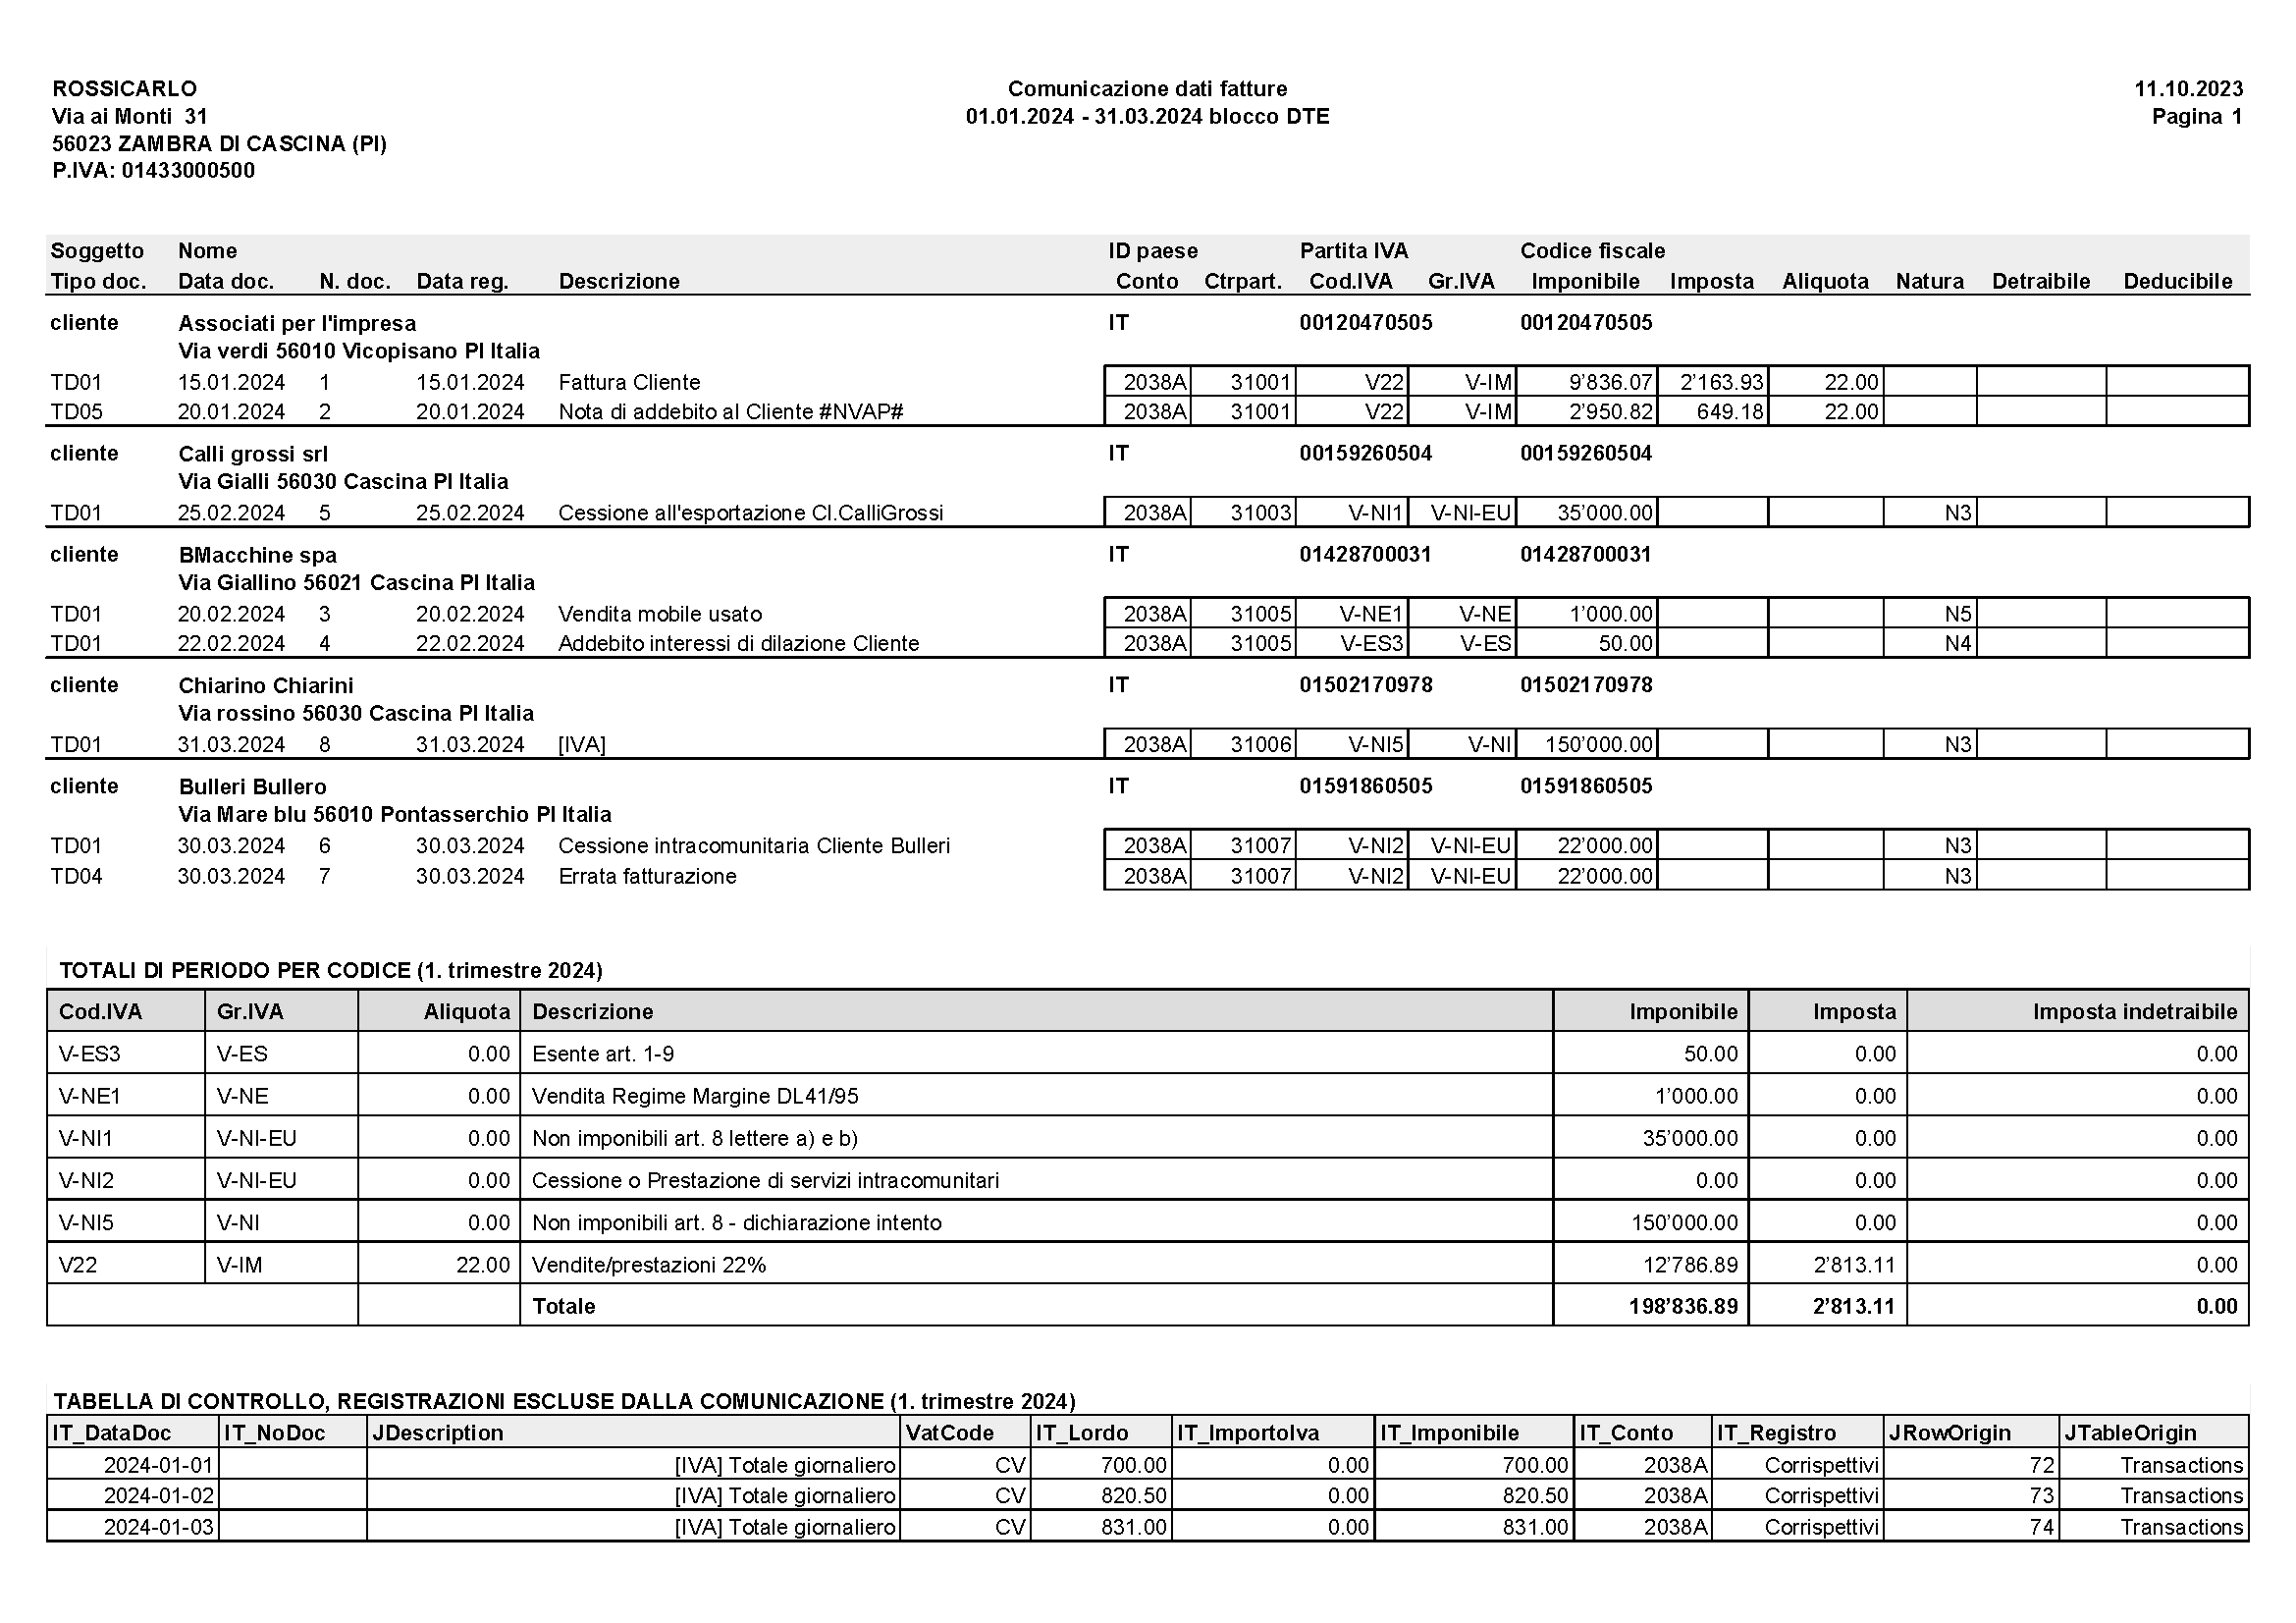 ROSSICARLO
Via ai Monti 31
56023 ZAMBRA DI CASCINA (PI)
P.IVA: 01433000500
Comunicazione dati fatture
01.01.2024 - 31.03.2024 blocco DTE
11.10.2023
Pagina 1
Soggetto Nome ID paese Partita IVA Codice fiscale
Tipo doc. Data doc. N. doc. Data reg. Descrizione Conto Ctrpart. Cod.IVA Gr.IVA Imponibile Imposta Aliquota Natura Detraibile Deducibile
cliente Associati per l'impresa IT 00120470505 00120470505
Via verdi 56010 Vicopisano PI Italia
TD01 15.01.2024 1 15.01.2024 Fattura Cliente 2038A 31001 V22 V-IM 9’836.07 2’163.93 22.00
TD05 20.01.2024 2 20.01.2024 Nota di addebito al Cliente #NVAP# 2038A 31001 V22 V-IM 2’950.82 649.18 22.00
cliente Calli grossi srl IT 00159260504 00159260504
Via Gialli 56030 Cascina PI Italia
TD01 25.02.2024 5 25.02.2024 Cessione all'esportazione Cl.CalliGrossi 2038A 31003 V-NI1 V-NI-EU 35’000.00 N3
cliente BMacchine spa IT 01428700031 01428700031
Via Giallino 56021 Cascina PI Italia
TD01 20.02.2024 3 20.02.2024 Vendita mobile usato 2038A 31005 V-NE1 V-NE 1’000.00 N5
TD01 22.02.2024 4 22.02.2024 Addebito interessi di dilazione Cliente 2038A 31005 V-ES3 V-ES 50.00 N4
cliente Chiarino Chiarini IT 01502170978 01502170978
Via rossino 56030 Cascina PI Italia
TD01 31.03.2024 8 31.03.2024 [IVA] 2038A 31006 V-NI5 V-NI 150’000.00 N3
cliente Bulleri Bullero IT 01591860505 01591860505
Via Mare blu 56010 Pontasserchio PI Italia
TD01 30.03.2024 6 30.03.2024 Cessione intracomunitaria Cliente Bulleri 2038A 31007 V-NI2 V-NI-EU 22’000.00 N3
TD04 30.03.2024 7 30.03.2024 Errata fatturazione 2038A 31007 V-NI2 V-NI-EU 22’000.00 N3
TOTALI DI PERIODO PER CODICE (1. trimestre 2024)
Cod.IVA Gr.IVA Aliquota Descrizione Imponibile Imposta Imposta indetraibile
V-ES3 V-ES 0.00 Esente art. 1-9 50.00 0.00 0.00
V-NE1 V-NE 0.00 Vendita Regime Margine DL41/95 1’000.00 0.00 0.00
V-NI1 V-NI-EU 0.00 Non imponibili art. 8 lettere a) e b) 35’000.00 0.00 0.00
V-NI2 V-NI-EU 0.00 Cessione o Prestazione di servizi intracomunitari 0.00 0.00 0.00
V-NI5 V-NI 0.00 Non imponibili art. 8 - dichiarazione intento 150’000.00 0.00 0.00
V22 V-IM 22.00 Vendite/prestazioni 22% 12’786.89 2’813.11 0.00
Totale 198’836.89 2’813.11 0.00
TABELLA DI CONTROLLO, REGISTRAZIONI ESCLUSE DALLA COMUNICAZIONE (1. trimestre 2024)
IT_DataDoc IT_NoDoc JDescription VatCode IT_Lordo IT_ImportoIva IT_Imponibile IT_Conto IT_Registro JRowOrigin JTableOrigin
2024-01-01 [IVA] Totale giornaliero CV 700.00 0.00 700.00 2038A Corrispettivi 72 Transactions
2024-01-02 [IVA] Totale giornaliero CV 820.50 0.00 820.50 2038A Corrispettivi 73 Transactions
2024-01-03 [IVA] Totale giornaliero CV 831.00 0.00 831.00 2038A Corrispettivi 74 Transactions